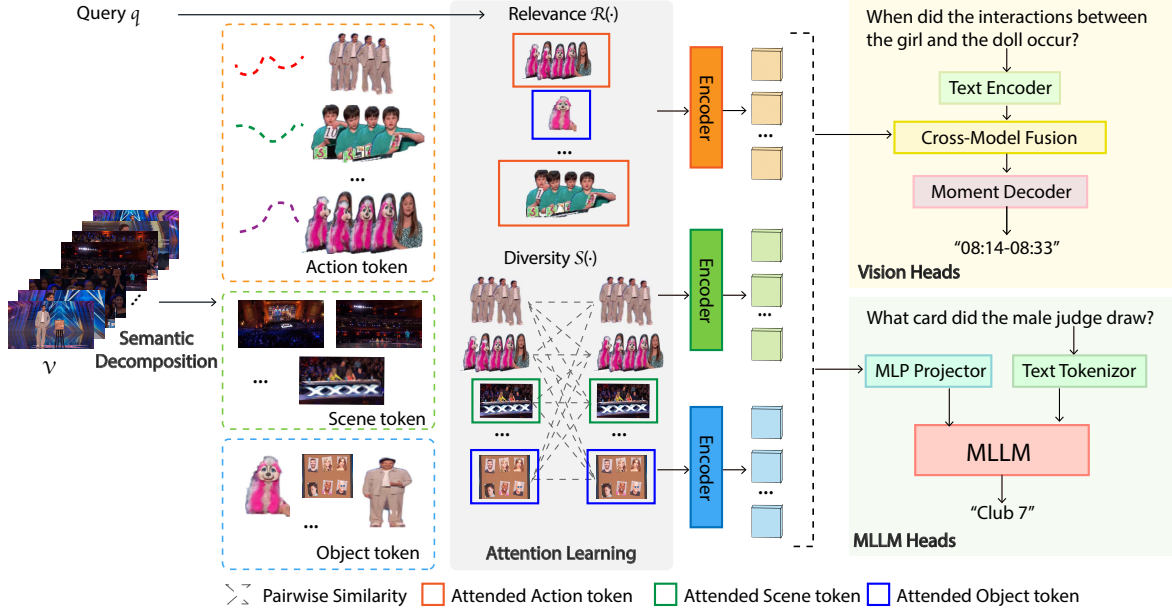 Query q
Relevance R(·)
When did the interactions between
the girl and the doll occur?
Text Encoder
Encoder
Cross-Model Fusion
...
...
...
Moment Decoder
"08:14-08:33"
Action token
Diversity S(·)
Vision Heads
Semantic
Decomposition
...
V
Encoder
...
What card did the male judge draw?
MLP Projector
Text Tokenizor
...
XXXX
XXXX
XXXX
Scene token
...
...
Encoder
MLLM
...
...
"Club 7"
Object token
Attention Learning
MLLM Heads
Pairwise Similarity
Attended Action token
Attended Scene token
Attended Object token